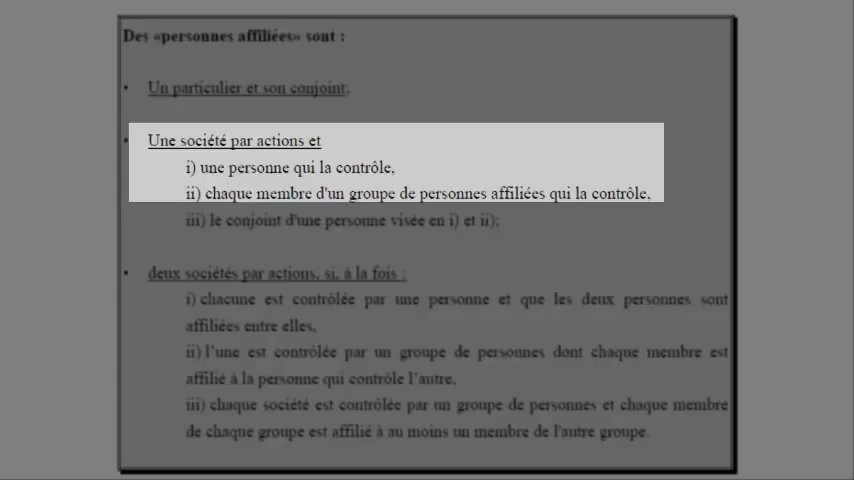 Des «personnes affiliées» sont :
• Un particulier et son conjoint;
• Une société par actions et
i) une personne qui la contrôle,
ii) chaque membre d'un groupe de personnes affiliées qui la contrôle,
iii) le conjoint d'une personne visée en i) et ii);
• deux sociétés par actions, si, à la fois :
i) chacune est contrôlée par une personne et que les deux personnes sont
affiliées entre elles,
ii) l’une est contrôlée par un groupe de personnes dont chaque membre est
affilié à la personne qui contrôle l’autre,
iii) chaque société est contrôlée par un groupe de personnes et chaque membre
de chaque groupe est affilié à au moins un membre de l'autre groupe.